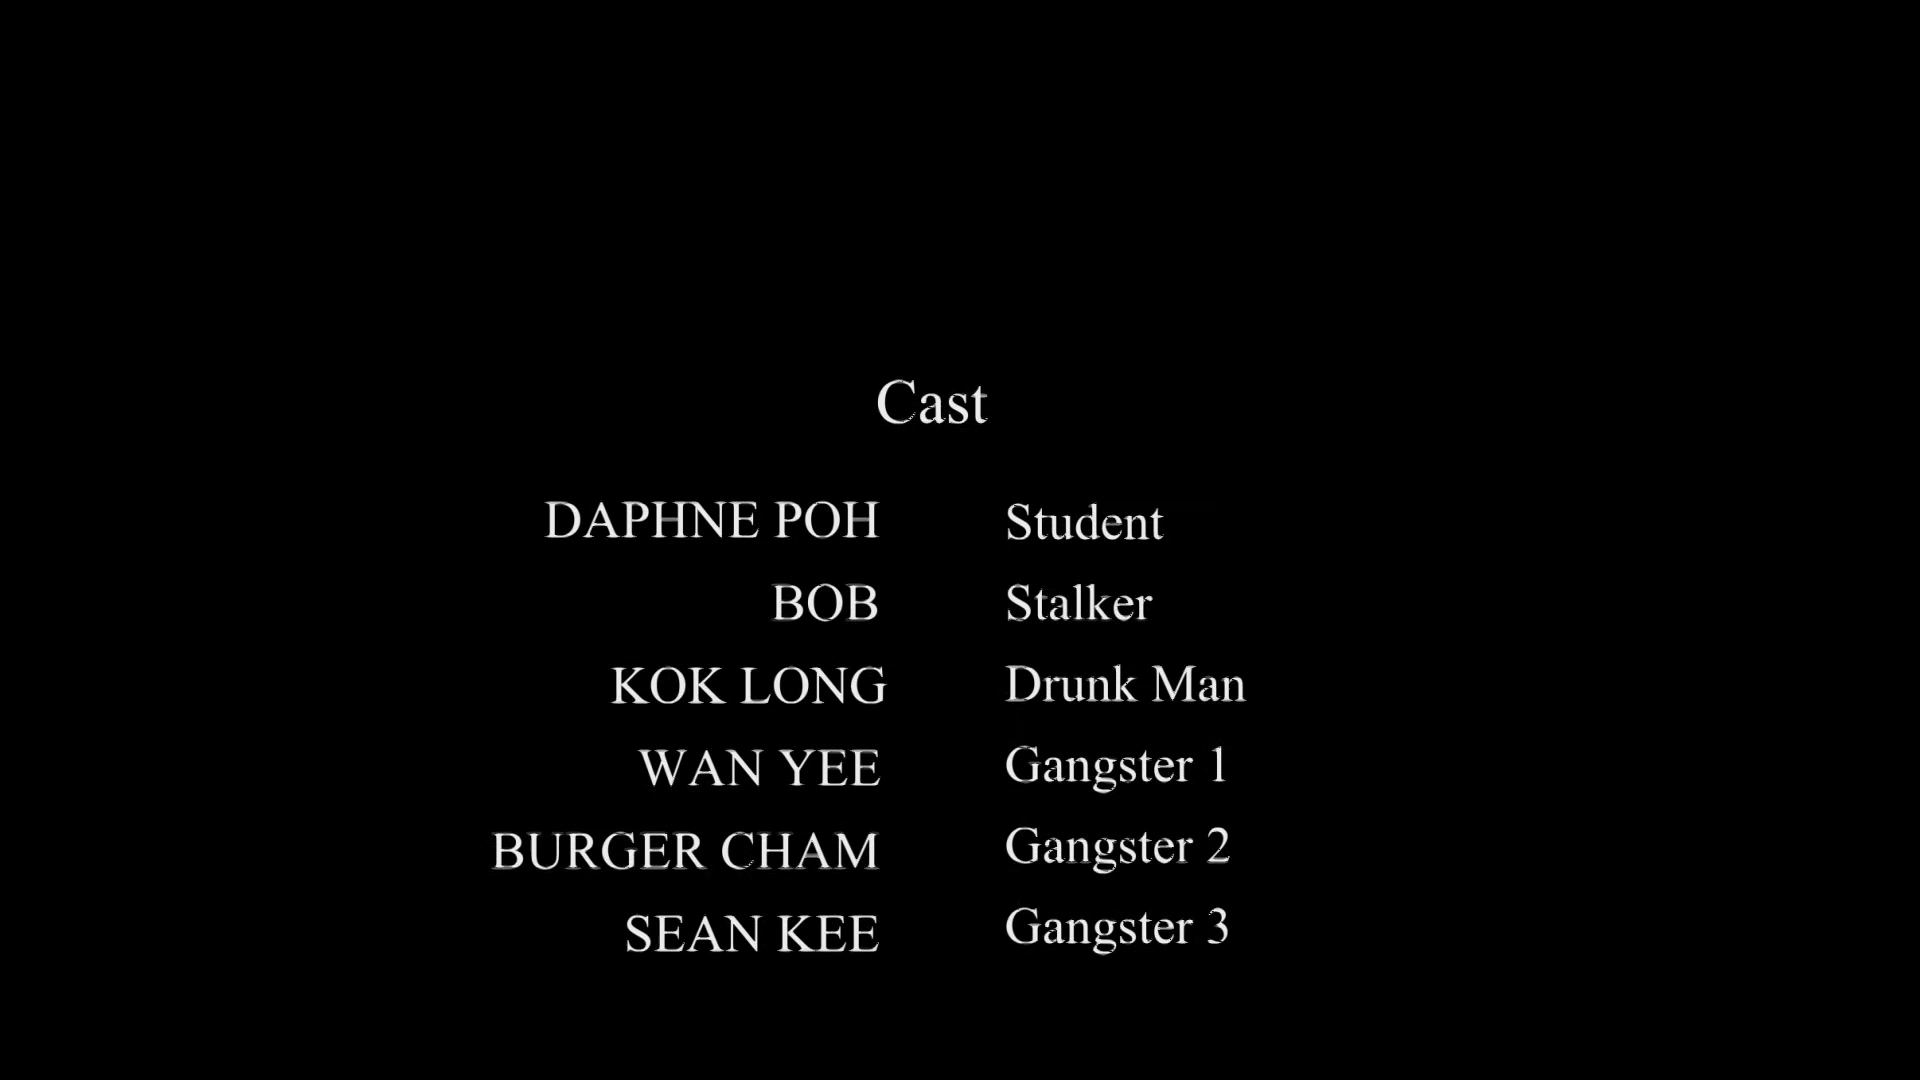 Cast
DAPHNE POH Student
BOB Stalker
KOK LONG Drunk Man
WAN YEE Gangster 1
BURGER CHAM Gangster 2
SEAN KEE Gangster 3